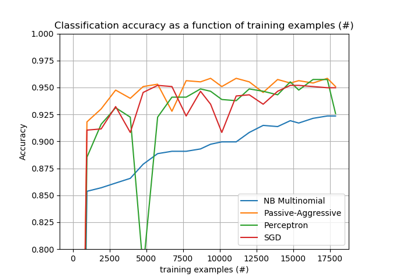 Classification accuracy as a function of training examples (#)
1.000
0.975
0.950
0.925
0.900
0.875
0.850
0.825
0.800
Accuracy
NB Multinomial
Passive-Aggressive
Perceptron
SGD
0 2500 5000 7500 10000 12500 15000 17500
training examples (#)